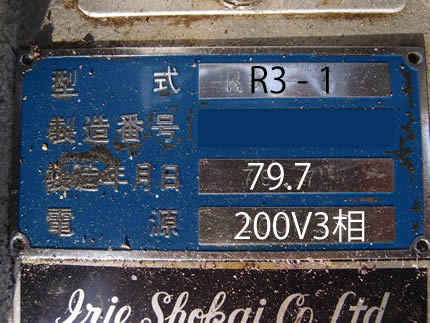 型式 R3-1
製造番号
製造年月日 79.7
電源 200V3相
Irie Shokai Co Ltd